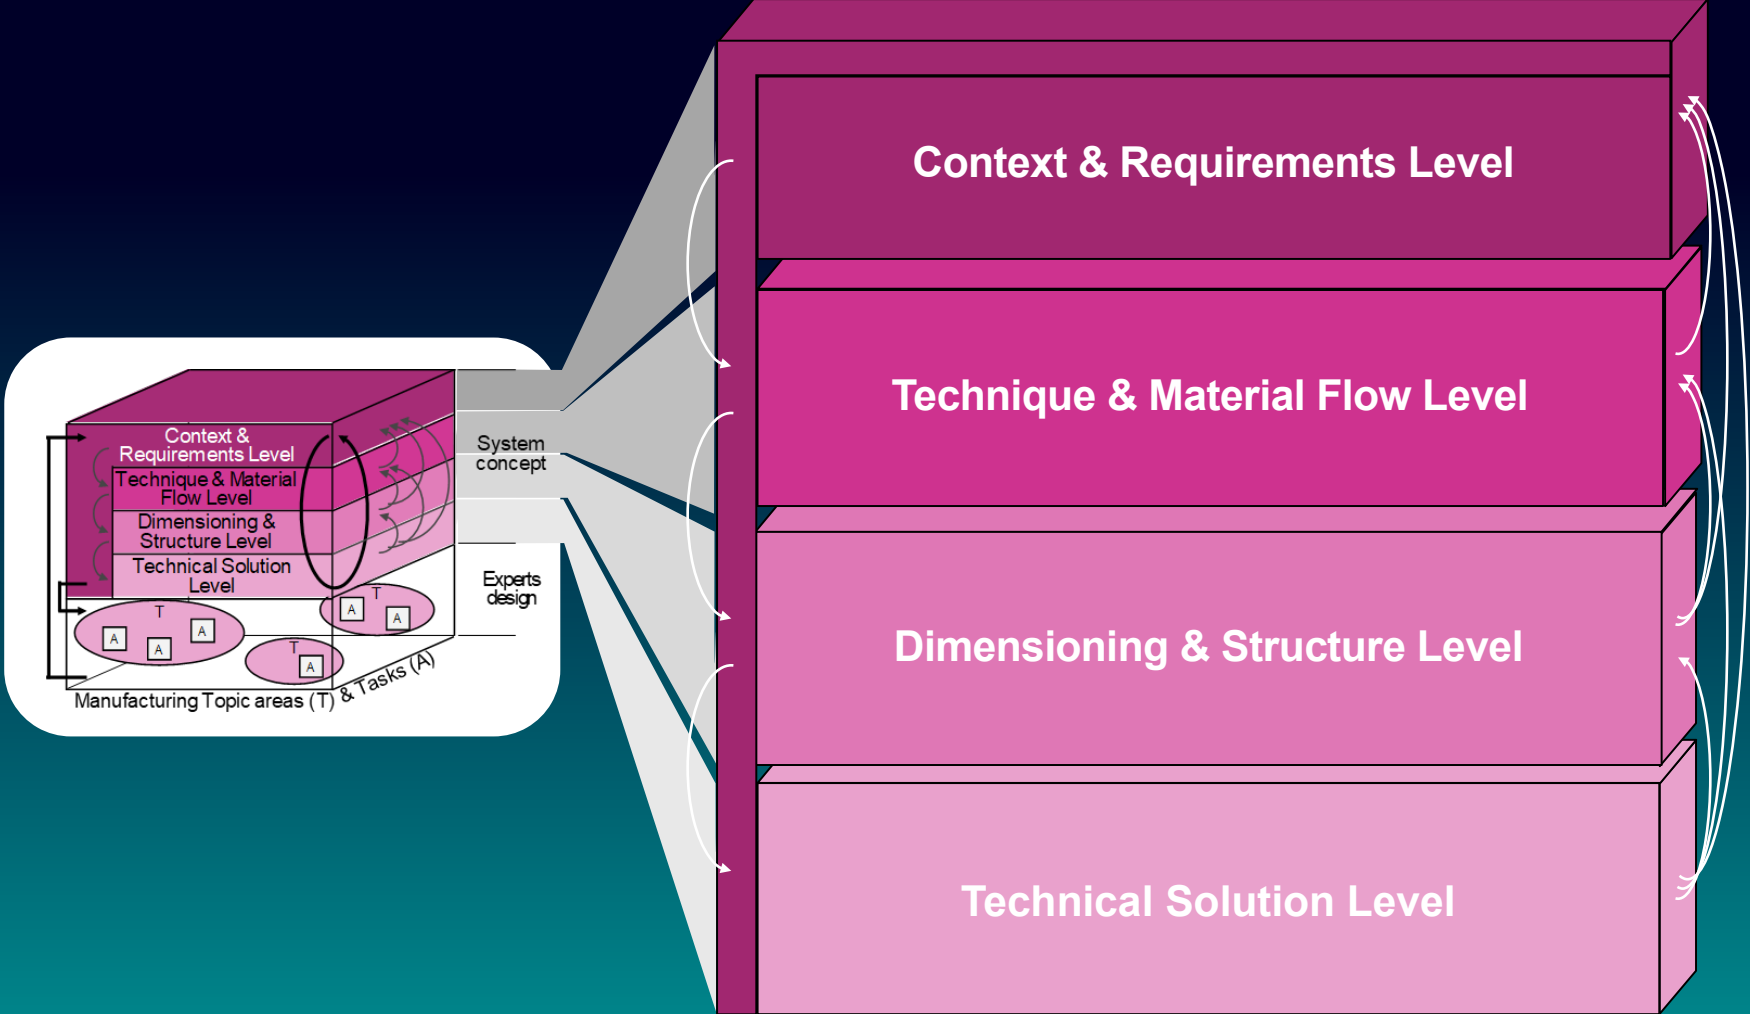 Context & Requirements Level
Technique & Material Flow Level
Dimensioning & Structure Level
Technical Solution Level
Context &
Requirements Level
Technique & Material
Flow Level
Dimensioning &
Structure Level
Technical Solution
Level
System
concept
Experts
design
T
A
A
A
T
A
A
T
A
Manufacturing Topic areas (T) & Tasks (A)